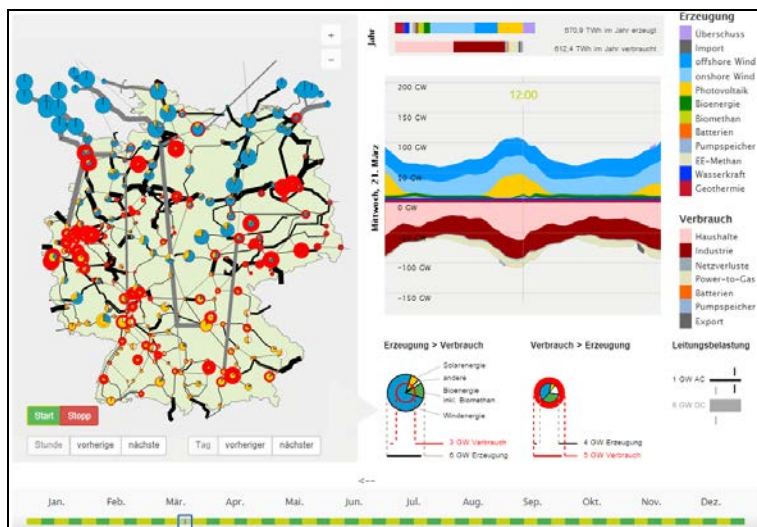 +
−
Start Stopp
Stunde vorherige nächste
Tag vorheriger nächster
Jahr
670,9 TWh im Jahr erzeugt
612,4 TWh im Jahr verbraucht
Mittwoch, 21. März
12:00
200 GW
150 GW
100 GW
50 GW
0 GW
-100 GW
-150 GW
Erzeugung
Überschuss
Import
offshore Wind
onshore Wind
Photovoltaik
Bioenergie
Biomethan
Batterien
Pumpspeicher
EE-Methan
Wasserkraft
Geothermie
Verbrauch
Haushalte
Industrie
Netzverluste
Power-to-Gas
Batterien
Pumpspeicher
Export
Erzeugung > Verbrauch
Solarenergie
andere
Bioenergie
inkl. Biomethan
Windenergie
3 GW Verbrauch
6 GW Erzeugung
Verbrauch > Erzeugung
4 GW Erzeugung
5 GW Verbrauch
Leitungsbelastung
1 GW AC
6 GW DC
<--
Jan. Feb. Mär. Apr. Mai. Jun. Jul. Aug. Sep. Okt. Nov. Dez.